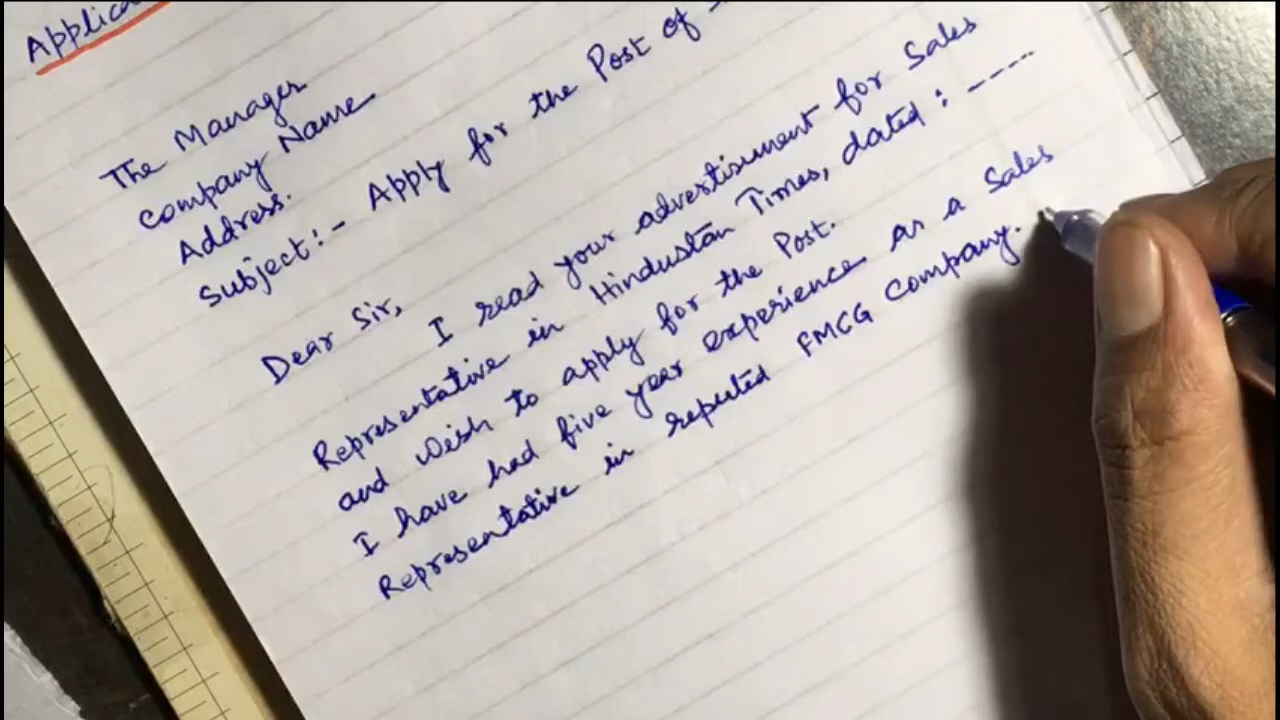 The Manager
Company Name
Address.
Subject:- Apply for the Post of
Dear Sir,
I read your advertisement for Sales
Representative in Hindustan Times, dated : -----
and wish to apply for the Post.
I have had five year experience as a Sales
Representative in reputed FMCG Company.